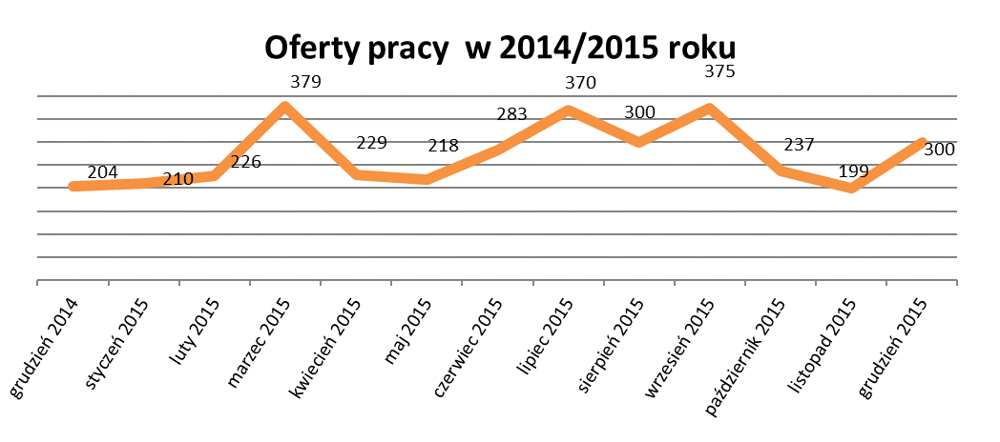 Oferty pracy w 2014/2015 roku
204
210
226
379
229
218
283
370
300
375
237
199
300
grudzień 2014
styczeń 2015
luty 2015
marzec 2015
kwiecień 2015
maj 2015
czerwiec 2015
lipiec 2015
sierpień 2015
wrzesień 2015
październik 2015
listopad 2015
grudzień 2015